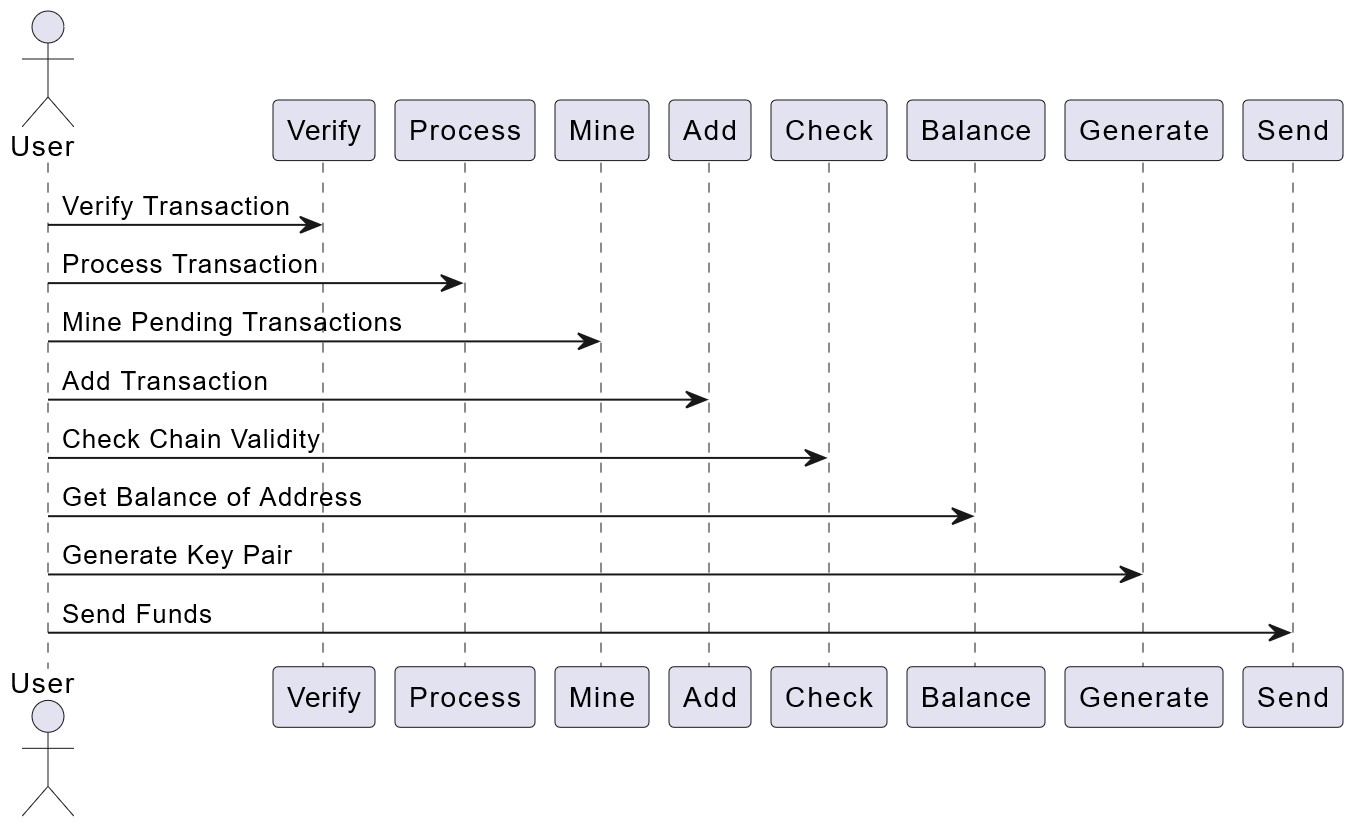 User
Verify Process Mine Add Check Balance Generate Send
Verify Transaction
Process Transaction
Mine Pending Transactions
Add Transaction
Check Chain Validity
Get Balance of Address
Generate Key Pair
Send Funds
User
Verify Process Mine Add Check Balance Generate Send